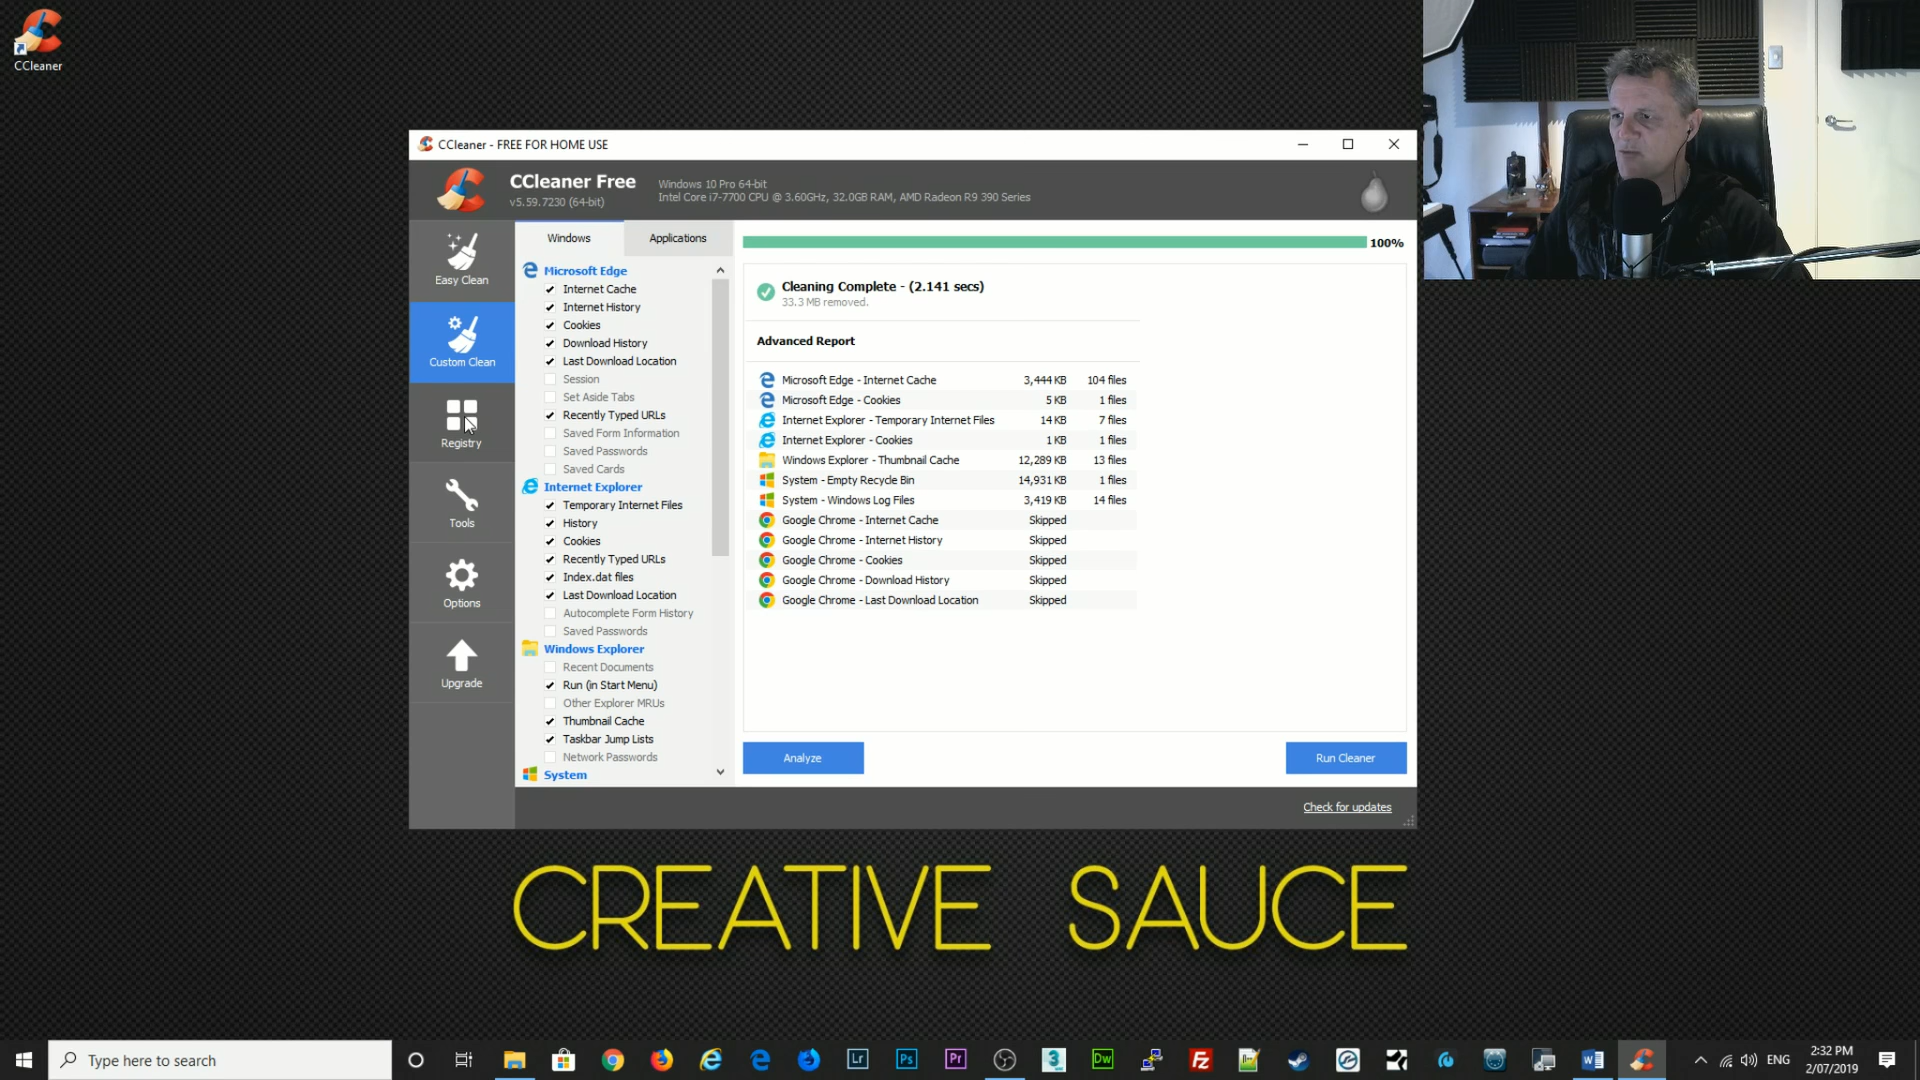 CCleaner
CCleaner - FREE FOR HOME USE
CCleaner Free
v5.59.7230 (64-bit)
Windows 10 Pro 64-bit
Intel Core i7-7700 CPU @ 3.60GHz, 32.0GB RAM, AMD Radeon R9 390 Series
Easy Clean
Custom Clean
Registry
Tools
Options
Upgrade
Windows
Applications
Microsoft Edge
Internet Cache
Internet History
Cookies
Download History
Last Download Location
Session
Set Aside Tabs
Recently Typed URLs
Saved Form Information
Saved Passwords
Saved Cards
Internet Explorer
Temporary Internet Files
History
Cookies
Recently Typed URLs
Index.dat files
Last Download Location
Autocomplete Form History
Saved Passwords
Windows Explorer
Recent Documents
Run (in Start Menu)
Other Explorer MRUs
Thumbnail Cache
Taskbar Jump Lists
Network Passwords
System
100%
Cleaning Complete - (2.141 secs)
33.3 MB removed.
Advanced Report
Microsoft Edge - Internet Cache 3,444 KB 104 files
Microsoft Edge - Cookies 5 KB 1 files
Internet Explorer - Temporary Internet Files 14 KB 7 files
Internet Explorer - Cookies 1 KB 1 files
Windows Explorer - Thumbnail Cache 12,289 KB 13 files
System - Empty Recycle Bin 14,931 KB 1 files
System - Windows Log Files 3,419 KB 14 files
Google Chrome - Internet Cache Skipped
Google Chrome - Internet History Skipped
Google Chrome - Cookies Skipped
Google Chrome - Download History Skipped
Google Chrome - Last Download Location Skipped
Analyze
Run Cleaner
Check for updates
CREATIVE SAUCE
Type here to search
Lr
Ps
Pr
3
Dw
Fz
W
ENG
2:32 PM
2/07/2019